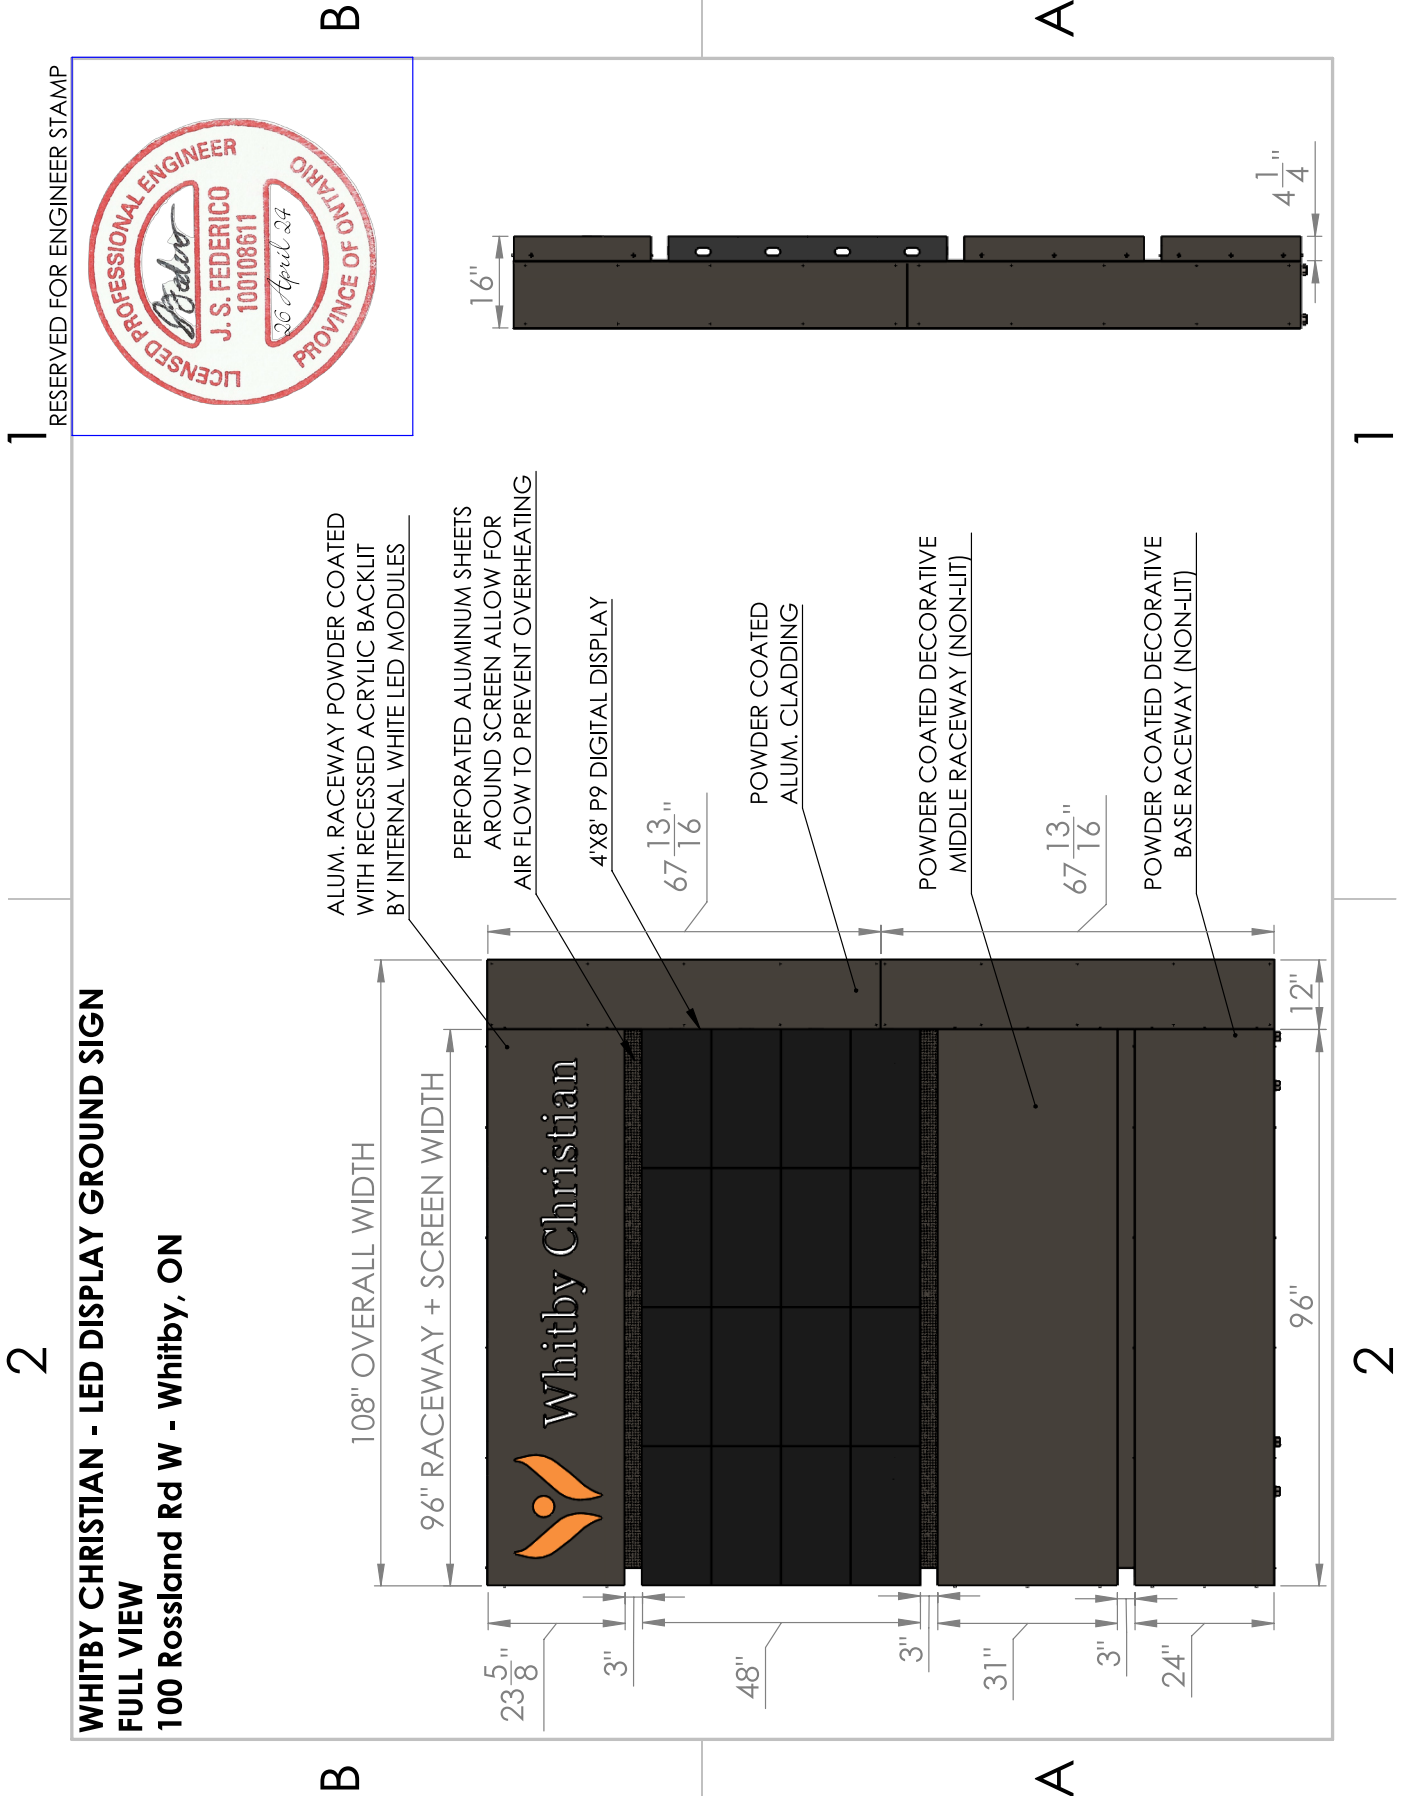 WHITBY CHRISTIAN - LED DISPLAY GROUND SIGN
FULL VIEW
100 Rossland Rd W - Whitby, ON
RESERVED FOR ENGINEER STAMP
LICENSED PROFESSIONAL ENGINEER
J. S. FEDERICO
100108611
26 April 24
PROVINCE OF ONTARIO
2
1
B
A
108" OVERALL WIDTH
96" RACEWAY + SCREEN WIDTH
ALUM. RACEWAY POWDER COATED
WITH RECESSED ACRYLIC BACKLIT
BY INTERNAL WHITE LED MODULES
PERFORATED ALUMINUM SHEETS
AROUND SCREEN ALLOW FOR
AIR FLOW TO PREVENT OVERHEATING
4'X8' P9 DIGITAL DISPLAY
67 13/16"
POWDER COATED
ALUM. CLADDING
POWDER COATED DECORATIVE
MIDDLE RACEWAY (NON-LIT)
67 13/16"
POWDER COATED DECORATIVE
BASE RACEWAY (NON-LIT)
Whitby Christian
23 5/8"
3"
48"
3"
31"
3"
24"
96"
12"
16"
4 1/4"
B
A
2
1